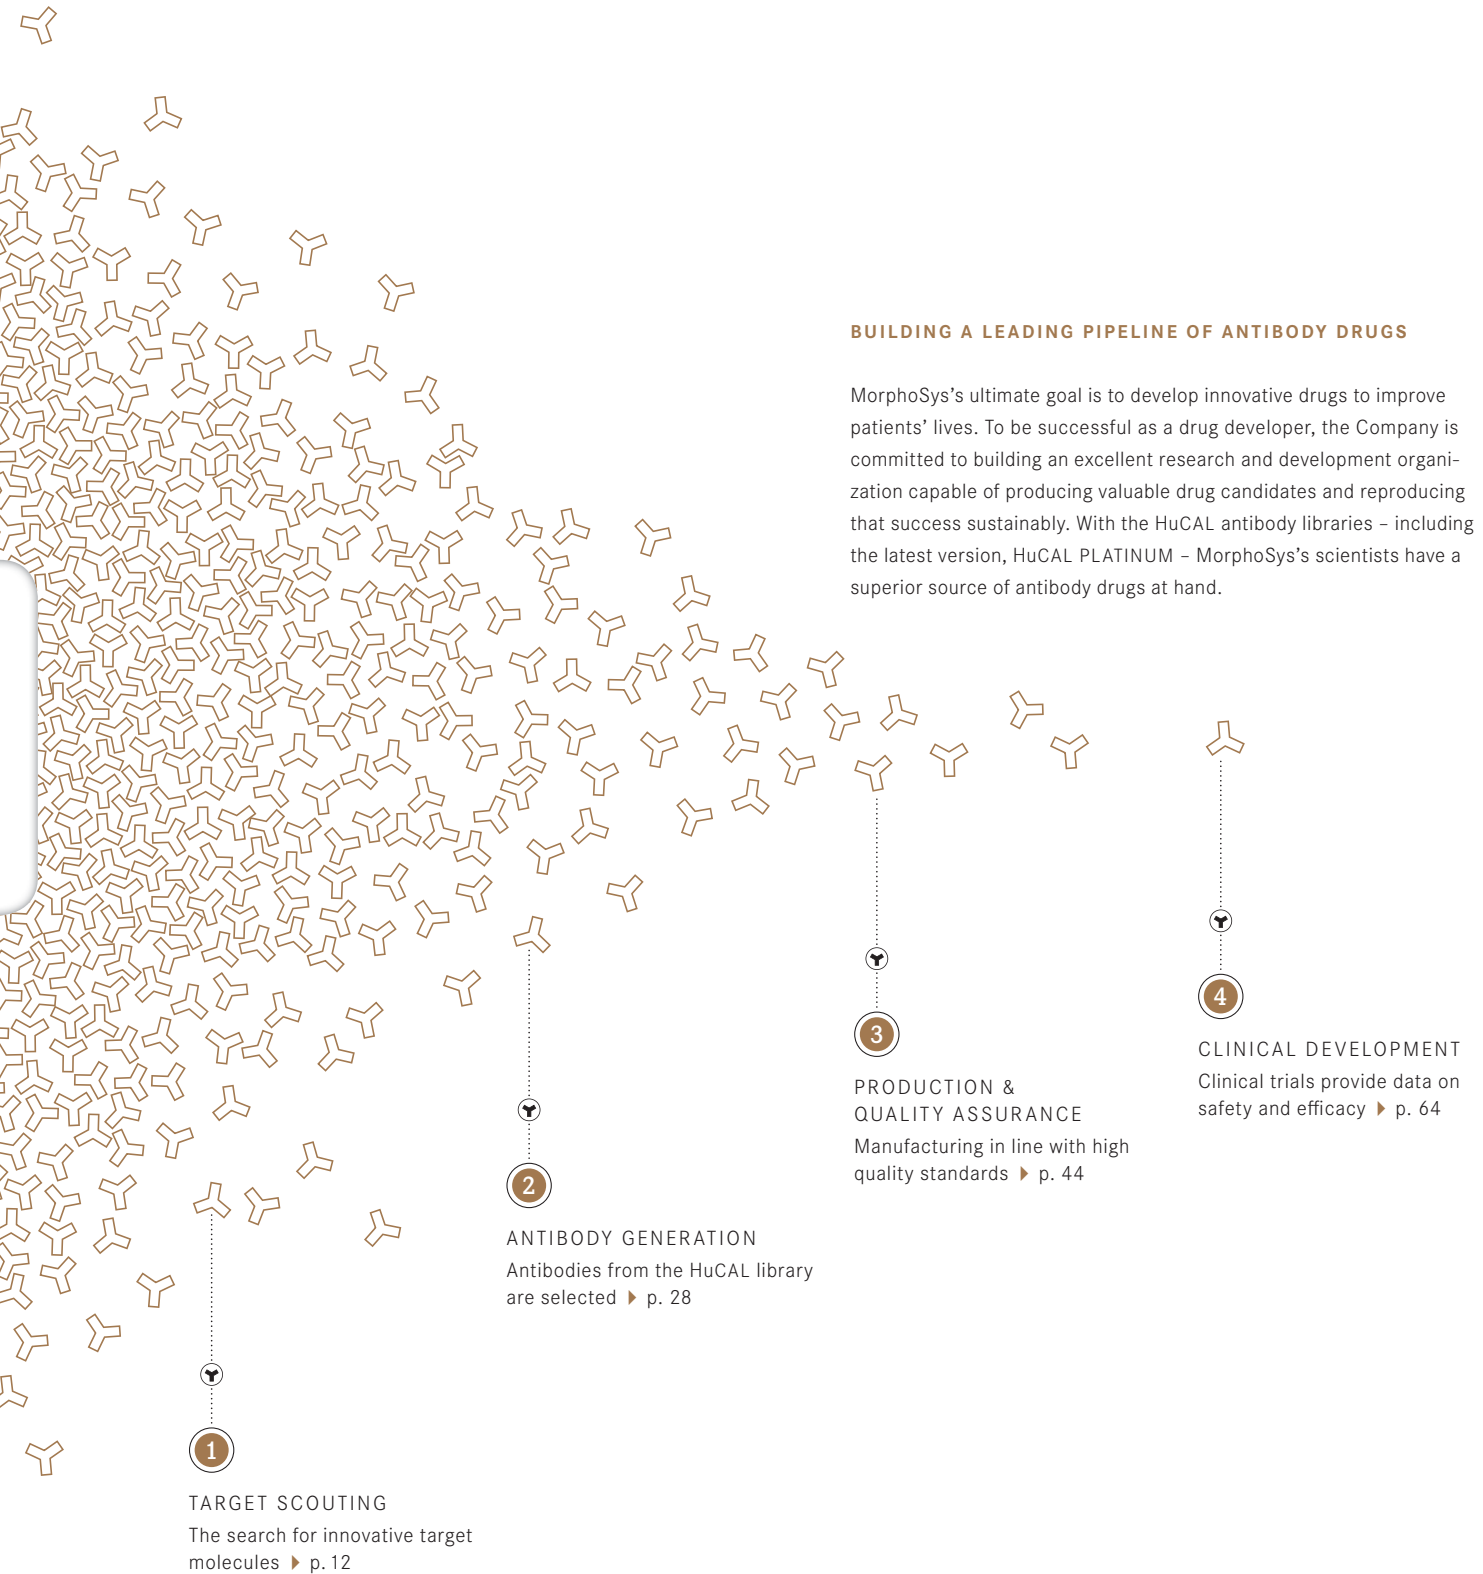 BUILDING A LEADING PIPELINE OF ANTIBODY DRUGS
MorphoSys’s ultimate goal is to develop innovative drugs to improve
patients’ lives. To be successful as a drug developer, the Company is
committed to building an excellent research and development organi-
zation capable of producing valuable drug candidates and reproducing
that success sustainably. With the HuCAL antibody libraries – including
the latest version, HuCAL PLATINUM – MorphoSys’s scientists have a
superior source of antibody drugs at hand.
4
CLINICAL DEVELOPMENT
Clinical trials provide data on
safety and efficacy ▶ p. 64
3
PRODUCTION &
QUALITY ASSURANCE
Manufacturing in line with high
quality standards ▶ p. 44
2
ANTIBODY GENERATION
Antibodies from the HuCAL library
are selected ▶ p. 28
1
TARGET SCOUTING
The search for innovative target
molecules ▶ p. 12